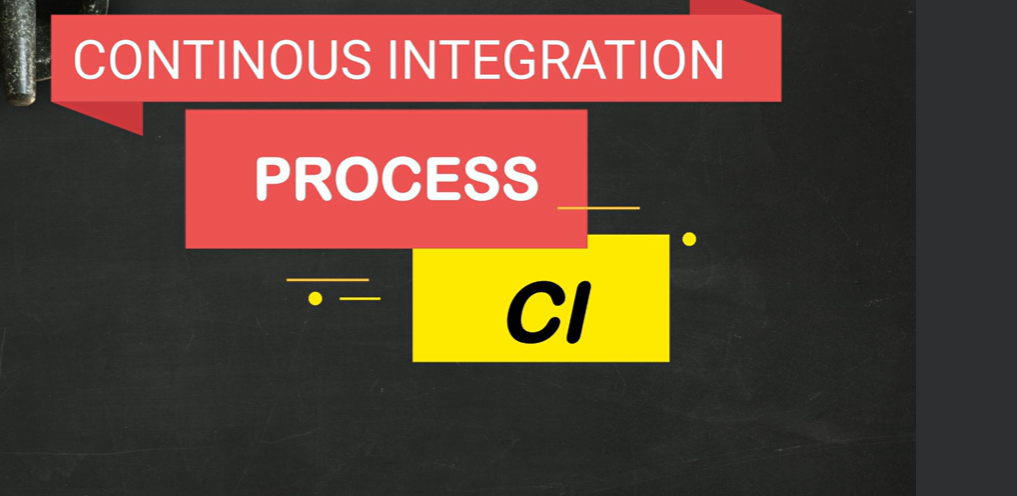 CONTINOUS INTEGRATION
PROCESS
CI